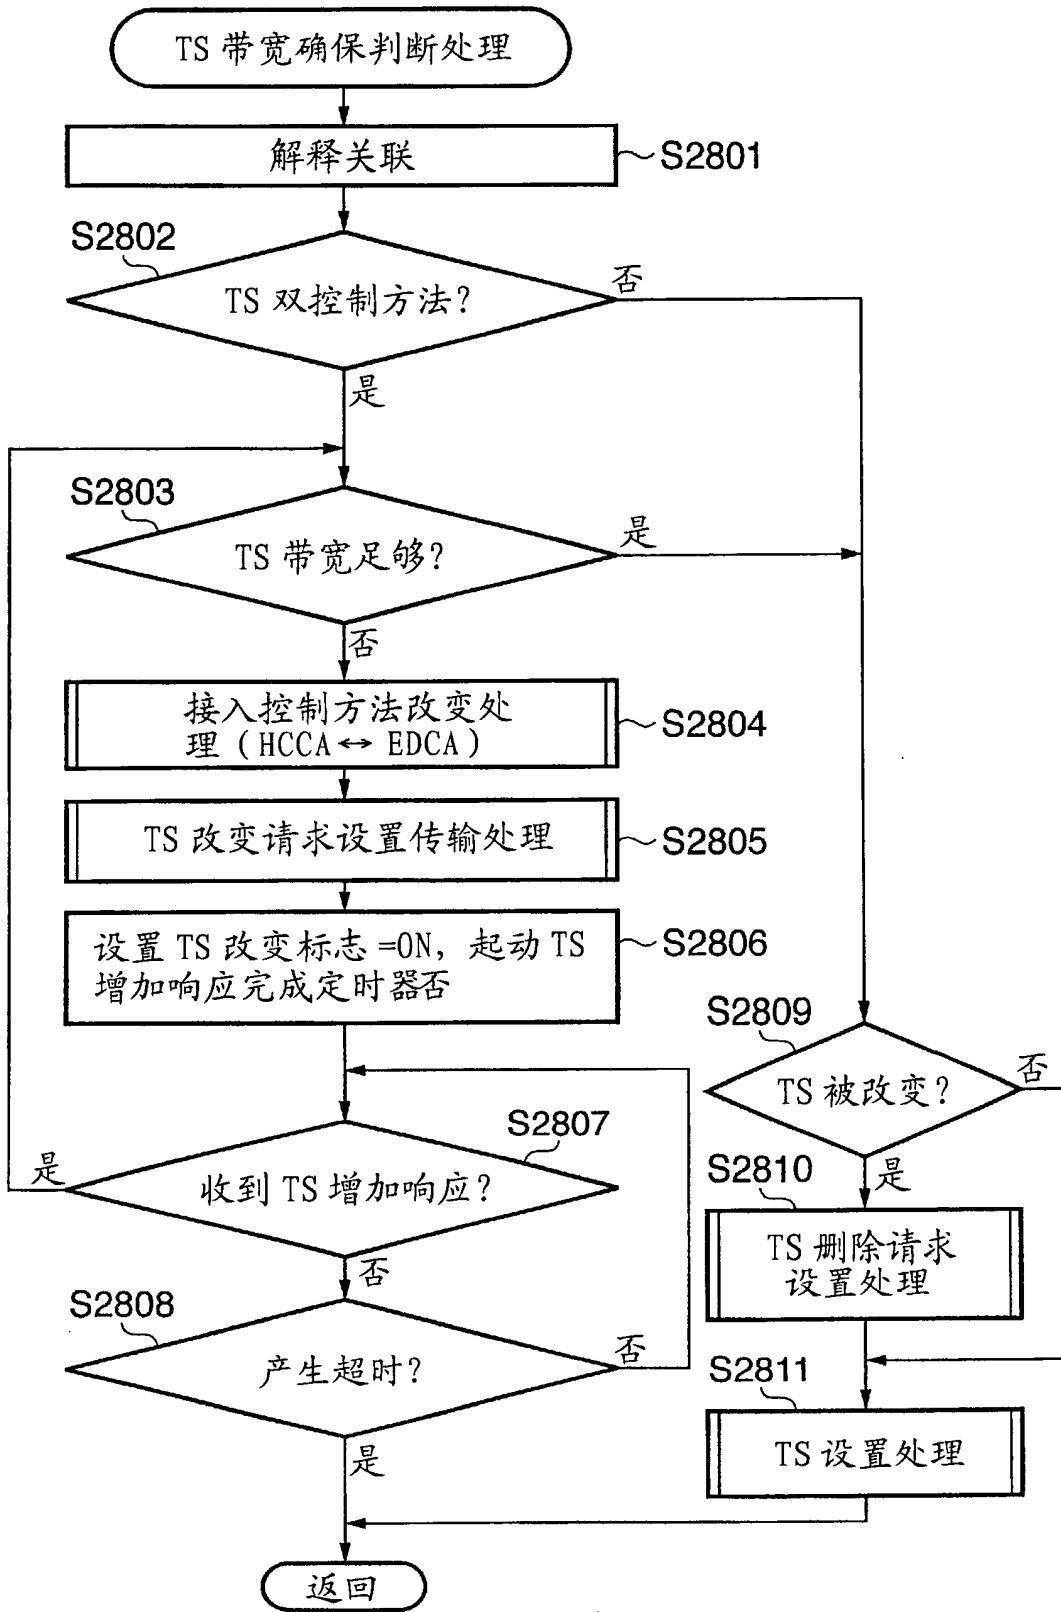 TS 带宽确保判断处理
解释关联
S2801
S2802
TS 双控制方法?
否
是
S2803
TS 带宽足够?
是
否
接入控制方法改变处
理 ( HCCA ↔ EDCA )
S2804
TS 改变请求设置传输处理
S2805
设置 TS 改变标志 =ON, 起动 TS
增加响应完成定时器否
S2806
S2807
收到 TS 增加响应?
是
否
S2808
产生超时?
否
是
S2809
TS 被改变?
否
是
S2810
TS 删除请求
设置处理
S2811
TS 设置处理
返回